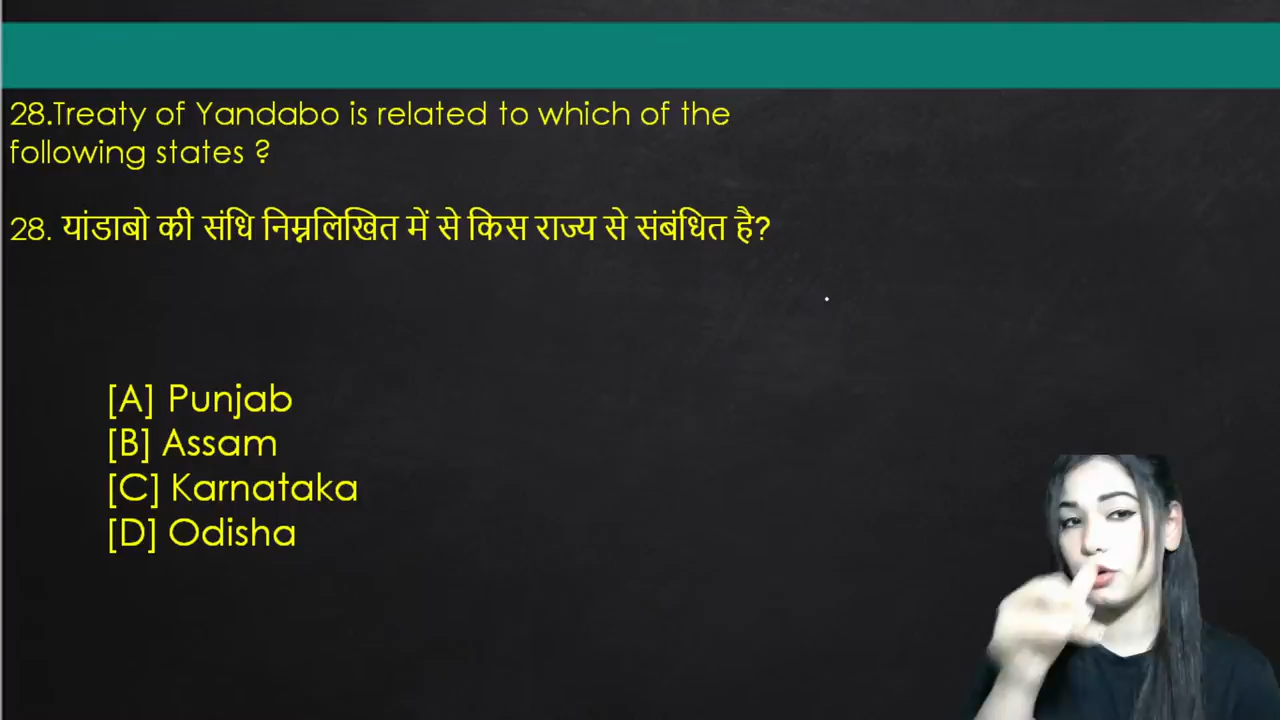 28.Treaty of Yandabo is related to which of the
following states ?
28. यांडाबो की संधि निम्नलिखित में से किस राज्य से संबंधित है?
[A] Punjab
[B] Assam
[C] Karnataka
[D] Odisha